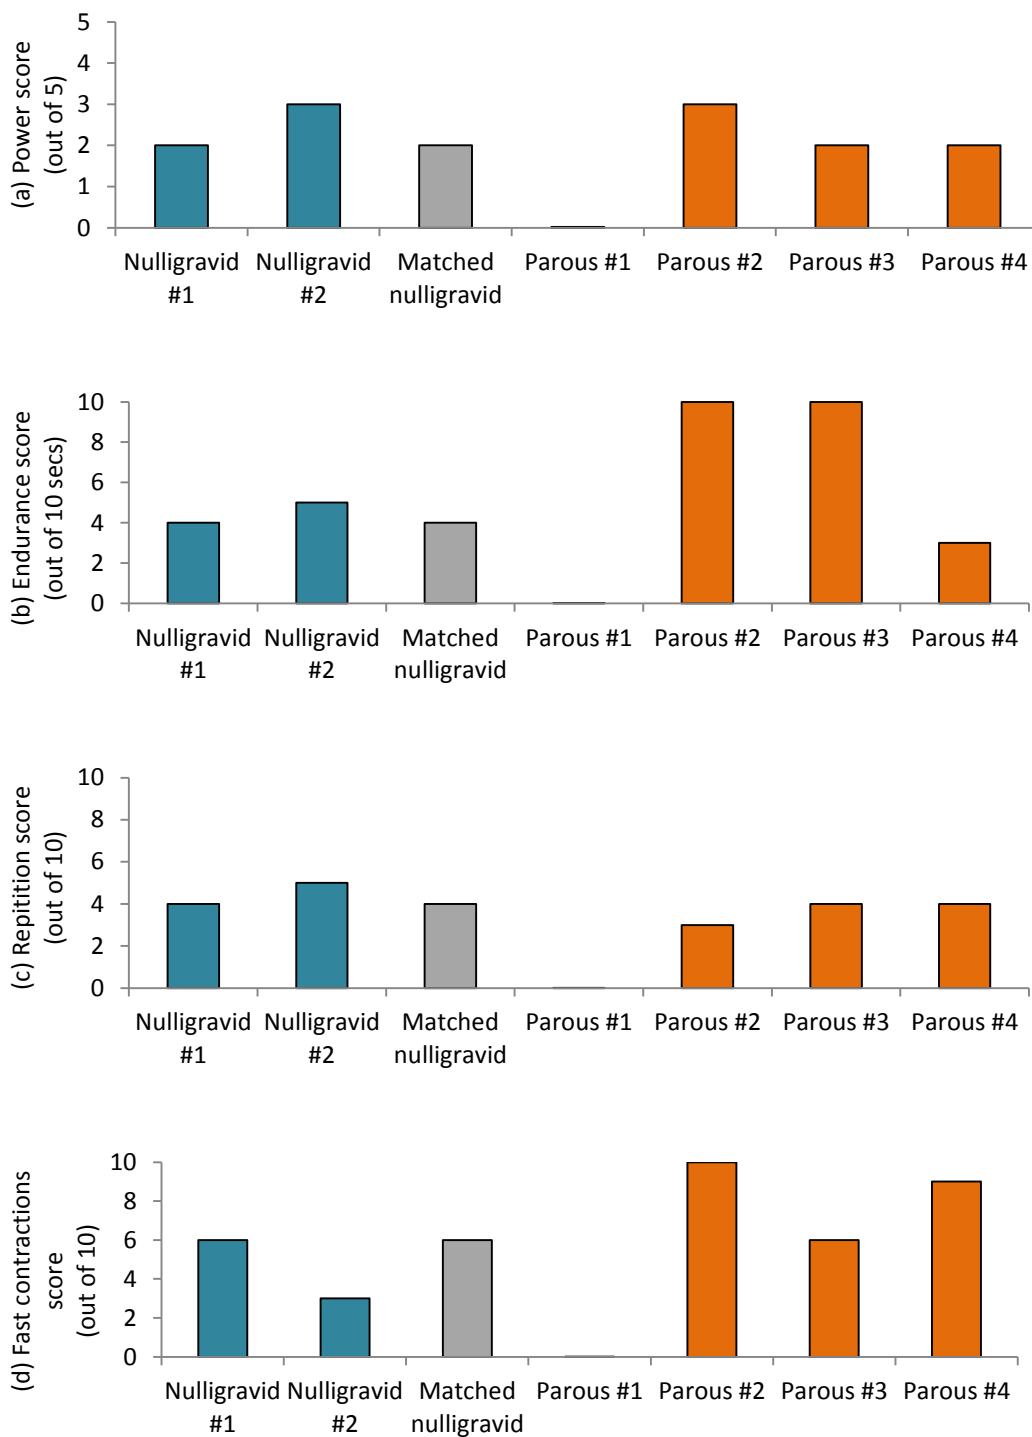 (a) Power score
(out of 5)
5
4
3
2
1
0
Nulligravid Nulligravid Matched Parous #1 Parous #2 Parous #3 Parous #4
#1 #2 nulligravid
(b) Endurance score
(out of 10 secs)
10
8
6
4
2
0
Nulligravid Nulligravid Matched Parous #1 Parous #2 Parous #3 Parous #4
#1 #2 nulligravid
(c) Repitition score
(out of 10)
10
8
6
4
2
0
Nulligravid Nulligravid Matched Parous #1 Parous #2 Parous #3 Parous #4
#1 #2 nulligravid
(d) Fast contractions
score
(out of 10)
10
8
6
4
2
0
Nulligravid Nulligravid Matched Parous #1 Parous #2 Parous #3 Parous #4
#1 #2 nulligravid